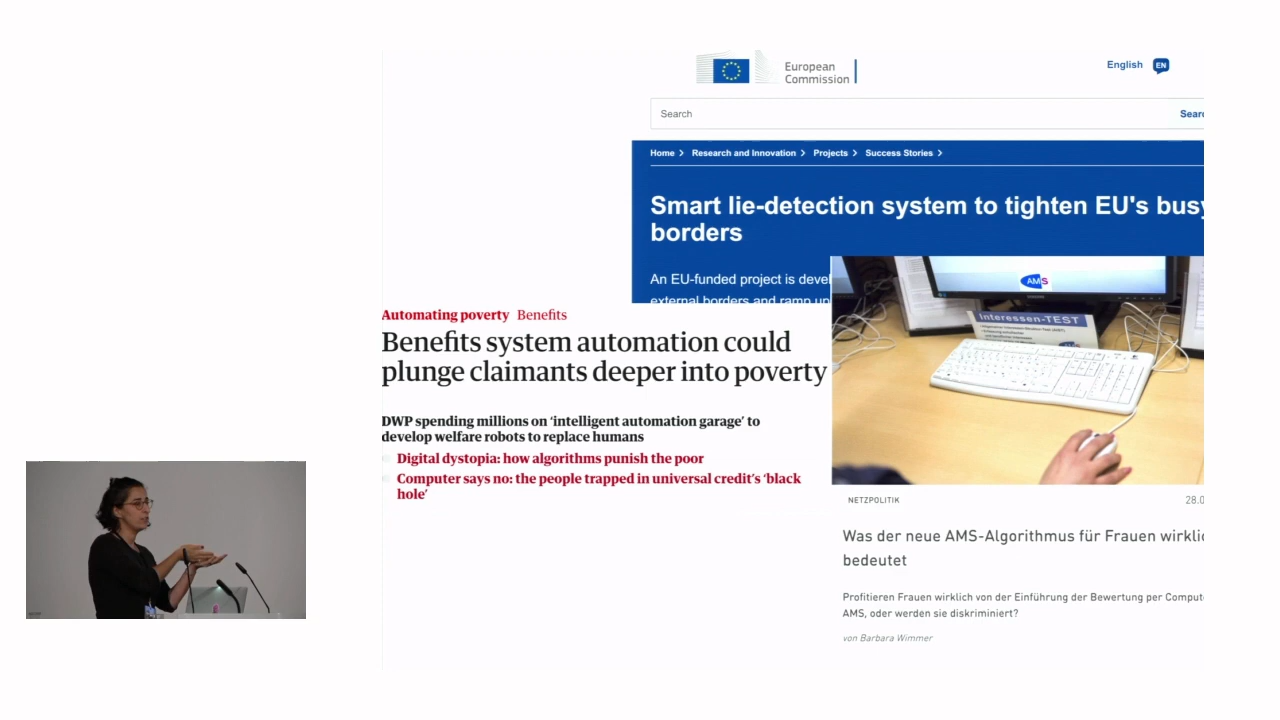 European
Commission
English EN
Search
Home > Research and Innovation > Projects > Success Stories >
Smart lie-detection system to tighten EU's busy
borders
An EU-funded project is devel
external borders and ramp up
AMS
Interessen-TEST
Automating poverty Benefits
Benefits system automation could
plunge claimants deeper into poverty
DWP spending millions on ‘intelligent automation garage’ to
develop welfare robots to replace humans
Digital dystopia: how algorithms punish the poor
Computer says no: the people trapped in universal credit’s ‘black
hole’
NETZPOLITIK 28.0
Was der neue AMS-Algorithmus für Frauen wirklic
bedeutet
Profitieren Frauen wirklich von der Einführung der Bewertung per Compute
AMS, oder werden sie diskriminiert?
von Barbara Wimmer